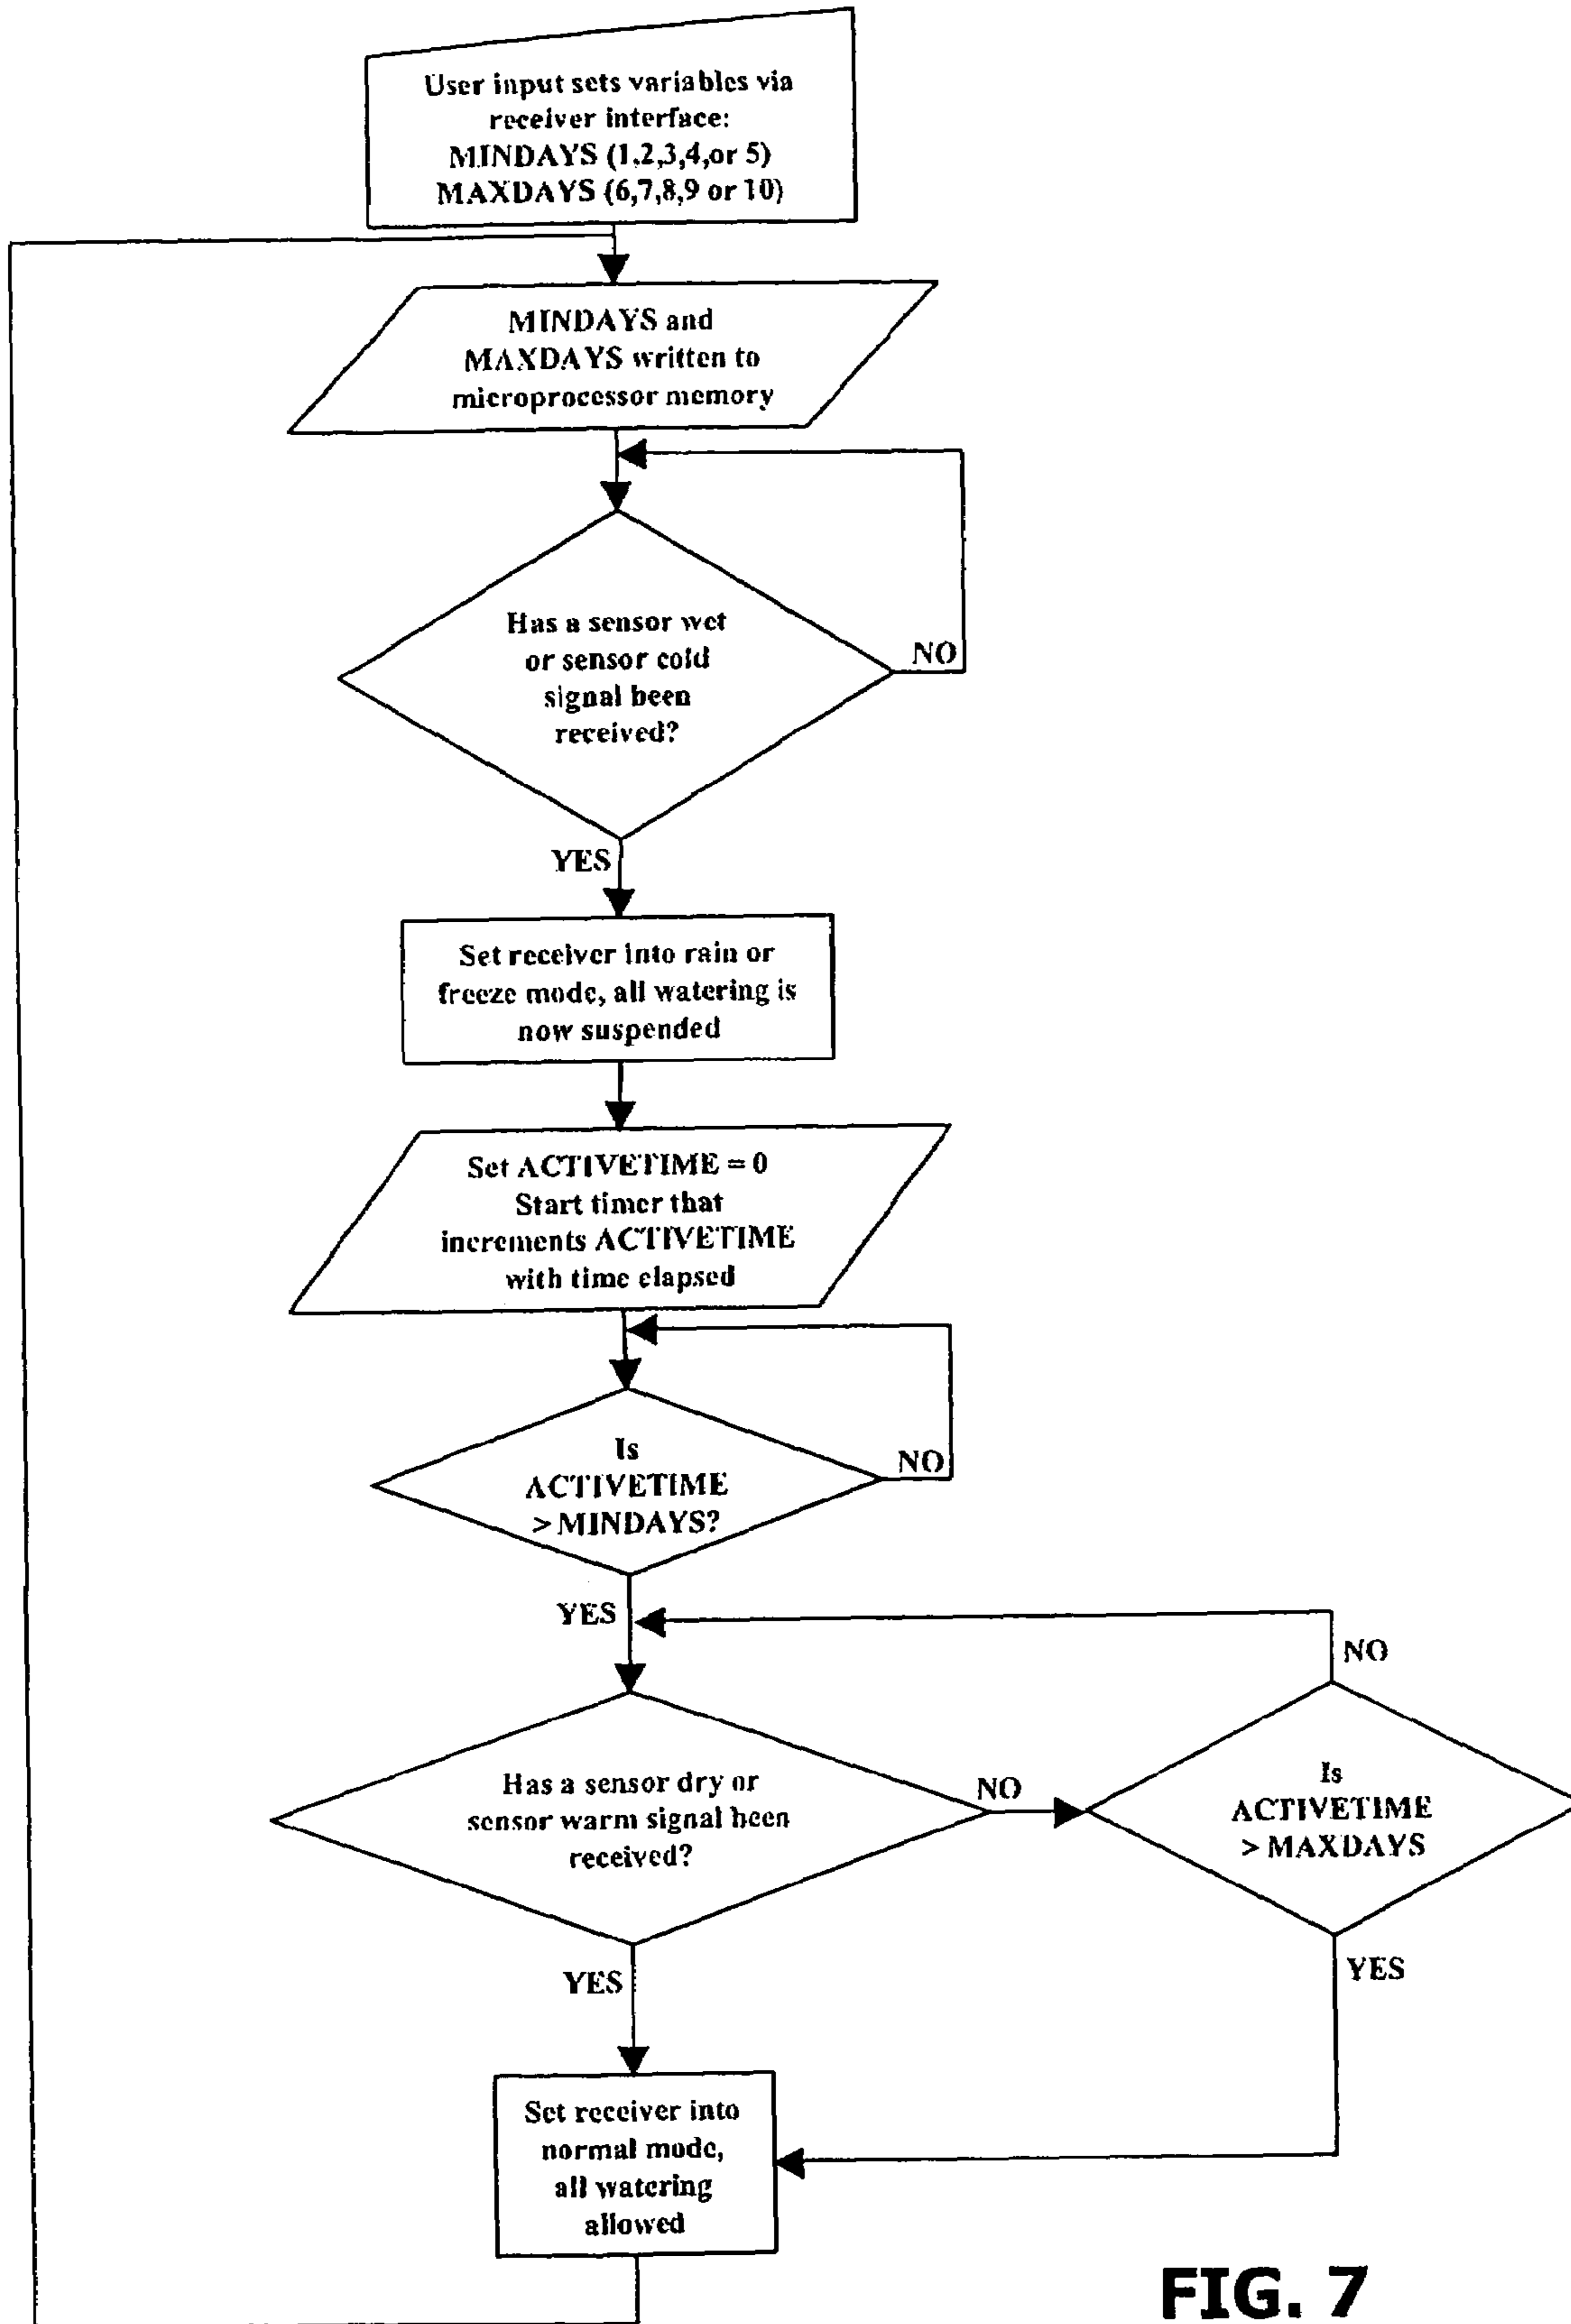 User input sets variables via
receiver interface:
MINDAYS (1,2,3,4,or 5)
MAXDAYS (6,7,8,9 or 10)
MINDAYS and
MAXDAYS written to
microprocessor memory
Has a sensor wet
or sensor cold
signal been
received?
NO
YES
Set receiver into rain or
freeze mode, all watering is
now suspended
Set ACTIVETIME = 0
Start timer that
increments ACTIVETIME
with time elapsed
Is
ACTIVETIME
> MINDAYS?
NO
YES
Has a sensor dry or
sensor warm signal been
received?
NO
Is
ACTIVETIME
> MAXDAYS
NO
YES
YES
Set receiver into
normal mode,
all watering
allowed
FIG. 7